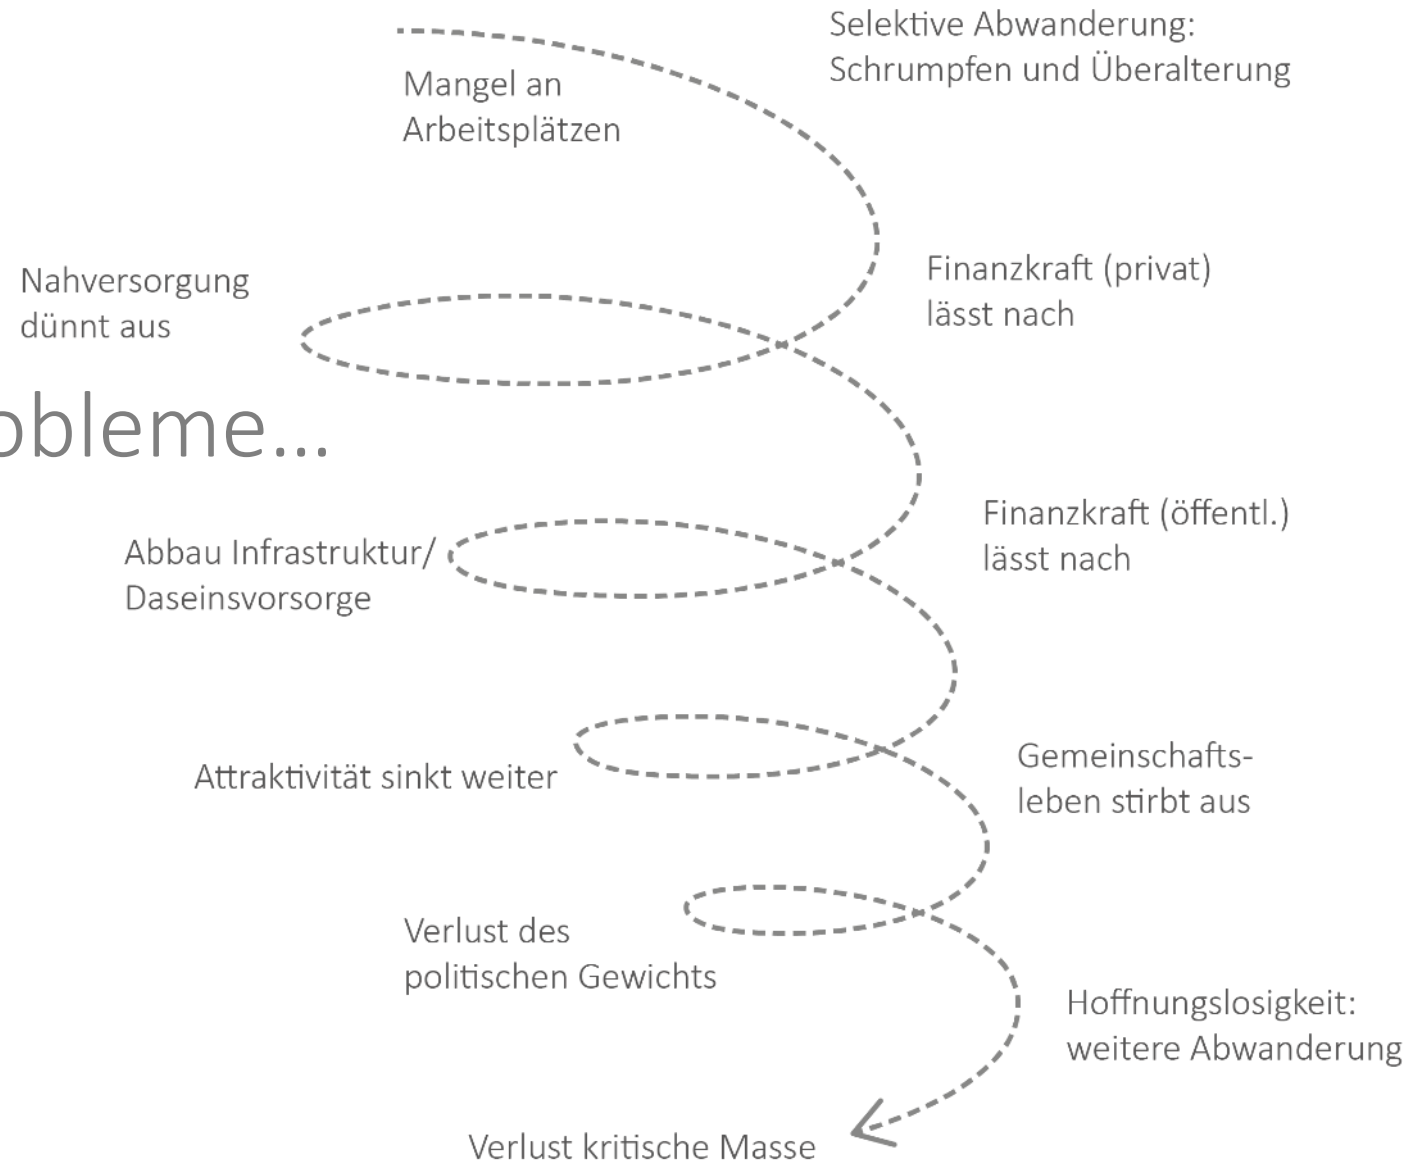 Selektive Abwanderung:
Schrumpfen und Überalterung
Mangel an
Arbeitsplätzen
Finanzkraft (privat)
lässt nach
Nahversorgung
dünnt aus
obleme...
Finanzkraft (öffentl.)
lässt nach
Abbau Infrastruktur/
Daseinsvorsorge
Gemeinschafts-
leben stirbt aus
Attraktivität sinkt weiter
Verlust des
politischen Gewichts
Hoffnungslosigkeit:
weitere Abwanderung
Verlust kritische Masse